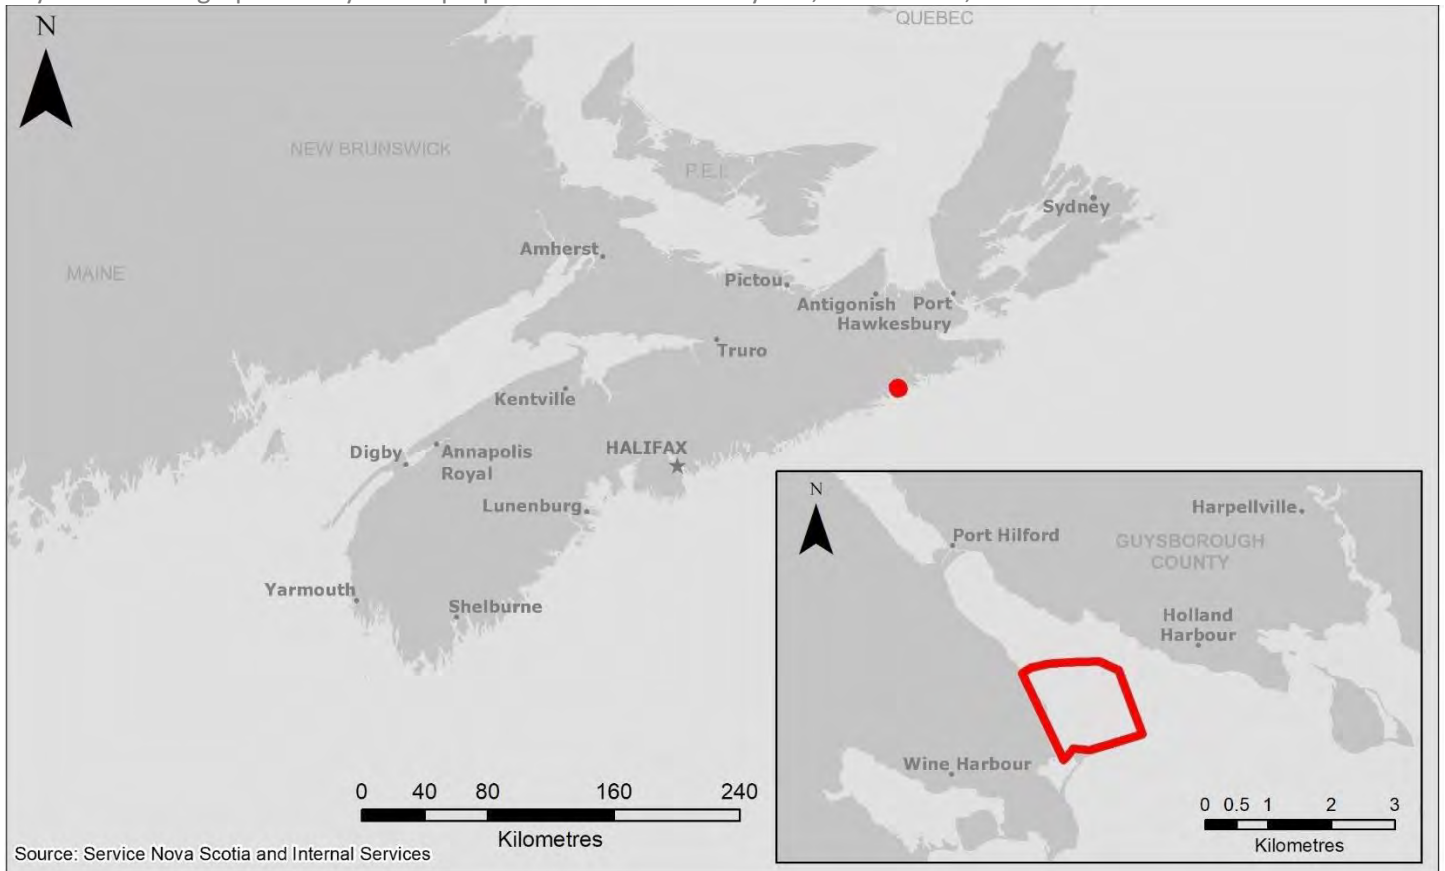 N
QUEBEC
NEW BRUNSWICK
P.E.I.
Sydney
MAINE
Amherst
Pictou
Antigonish
Port
Hawkesbury
Truro
Kentville
Digby
Annapolis
Royal
HALIFAX
Lunenburg
Yarmouth
Shelburne
0 40 80 160 240
Kilometres
Source: Service Nova Scotia and Internal Services
N
Port Hilford
Harpellville
GUYSBOROUGH
COUNTY
Holland
Harbour
Wine Harbour
0 0.5 1 2 3
Kilometres